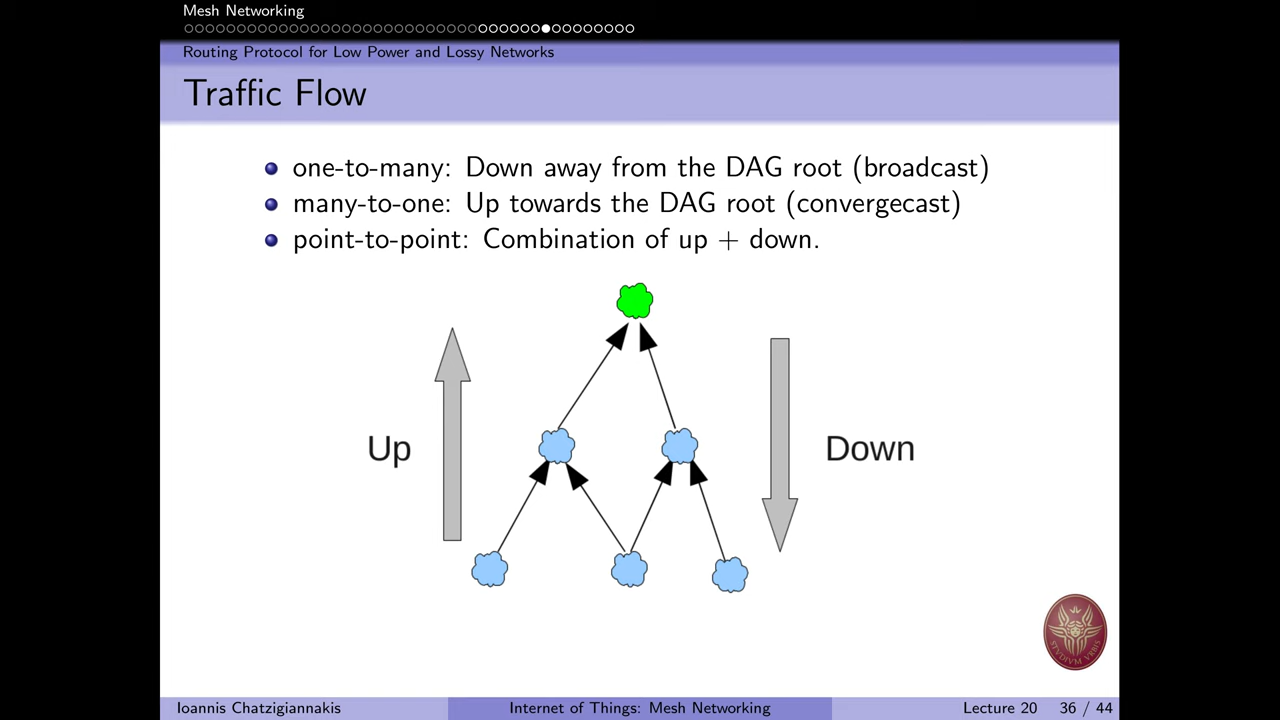 Mesh Networking
Routing Protocol for Low Power and Lossy Networks
Traffic Flow
one-to-many: Down away from the DAG root (broadcast)
many-to-one: Up towards the DAG root (convergecast)
point-to-point: Combination of up + down.
Up
Down
STVDIVM VRBIS
Ioannis Chatzigiannakis
Internet of Things: Mesh Networking
Lecture 20
36 / 44